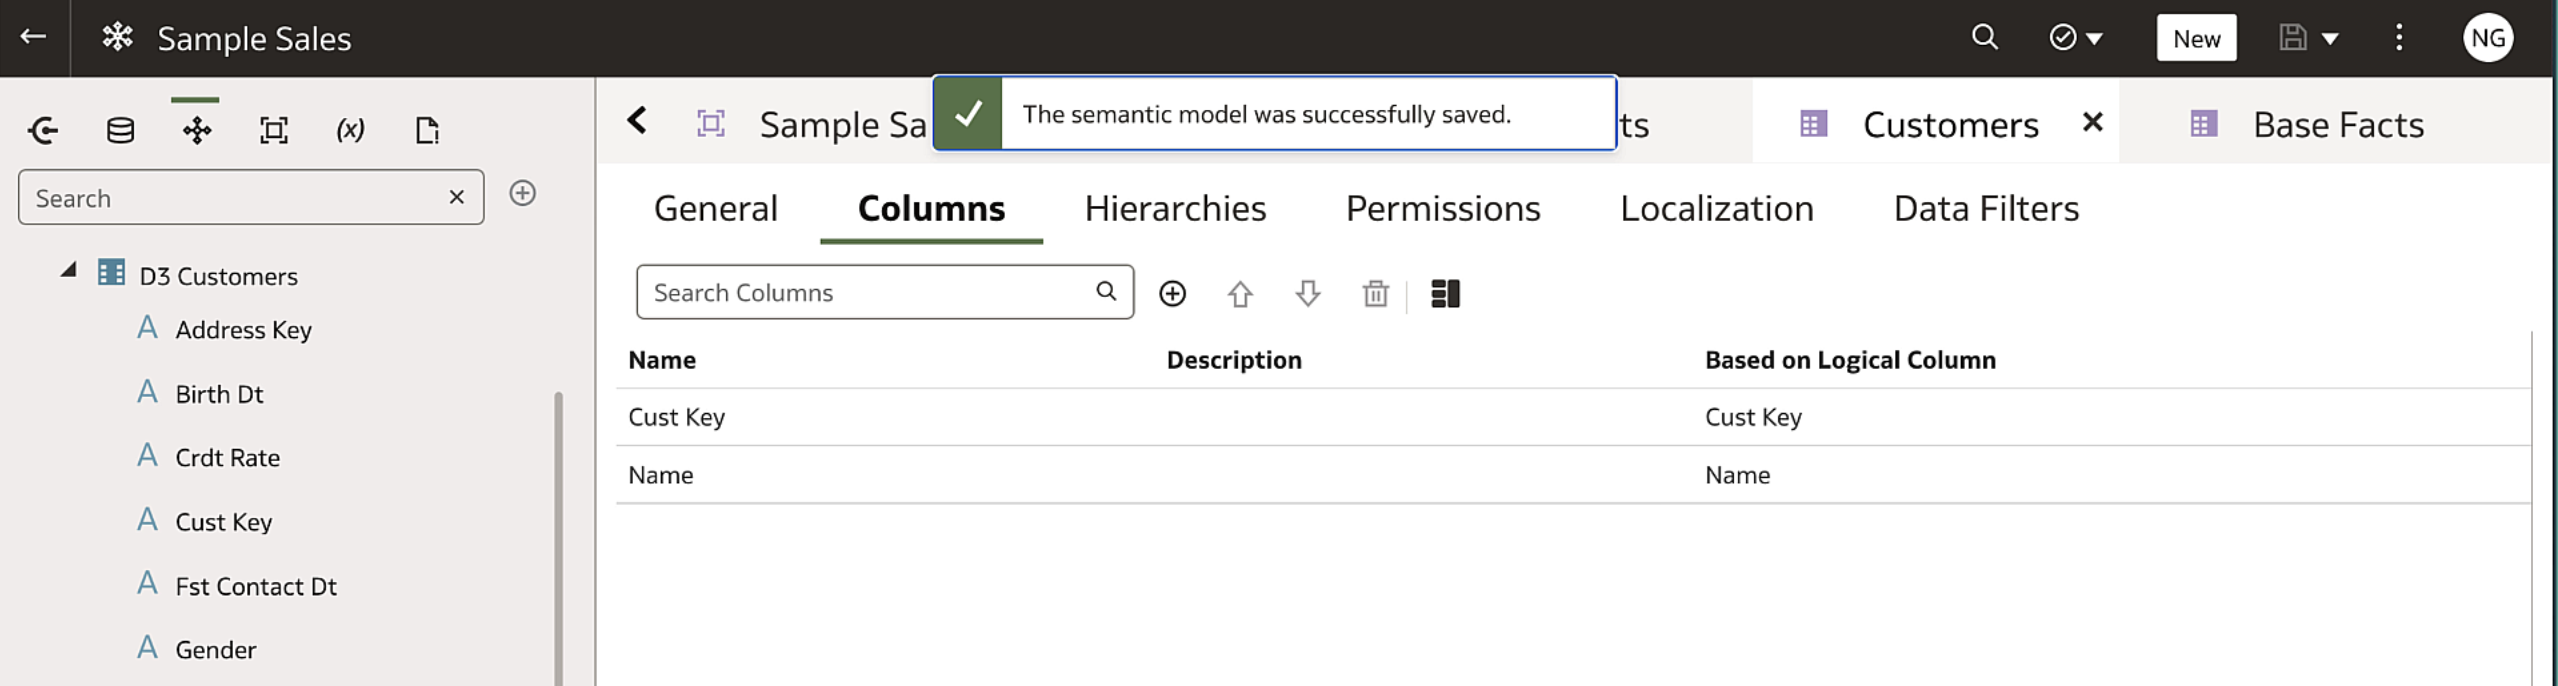 Sample Sales
New
NG
Sample Sa
The semantic model was successfully saved.
ts
Customers
Base Facts
Search
General
Columns
Hierarchies
Permissions
Localization
Data Filters
Search Columns
D3 Customers
Address Key
Birth Dt
Crdt Rate
Cust Key
Fst Contact Dt
Gender
(x)
Name Description Based on Logical Column
Cust Key Cust Key
Name Name